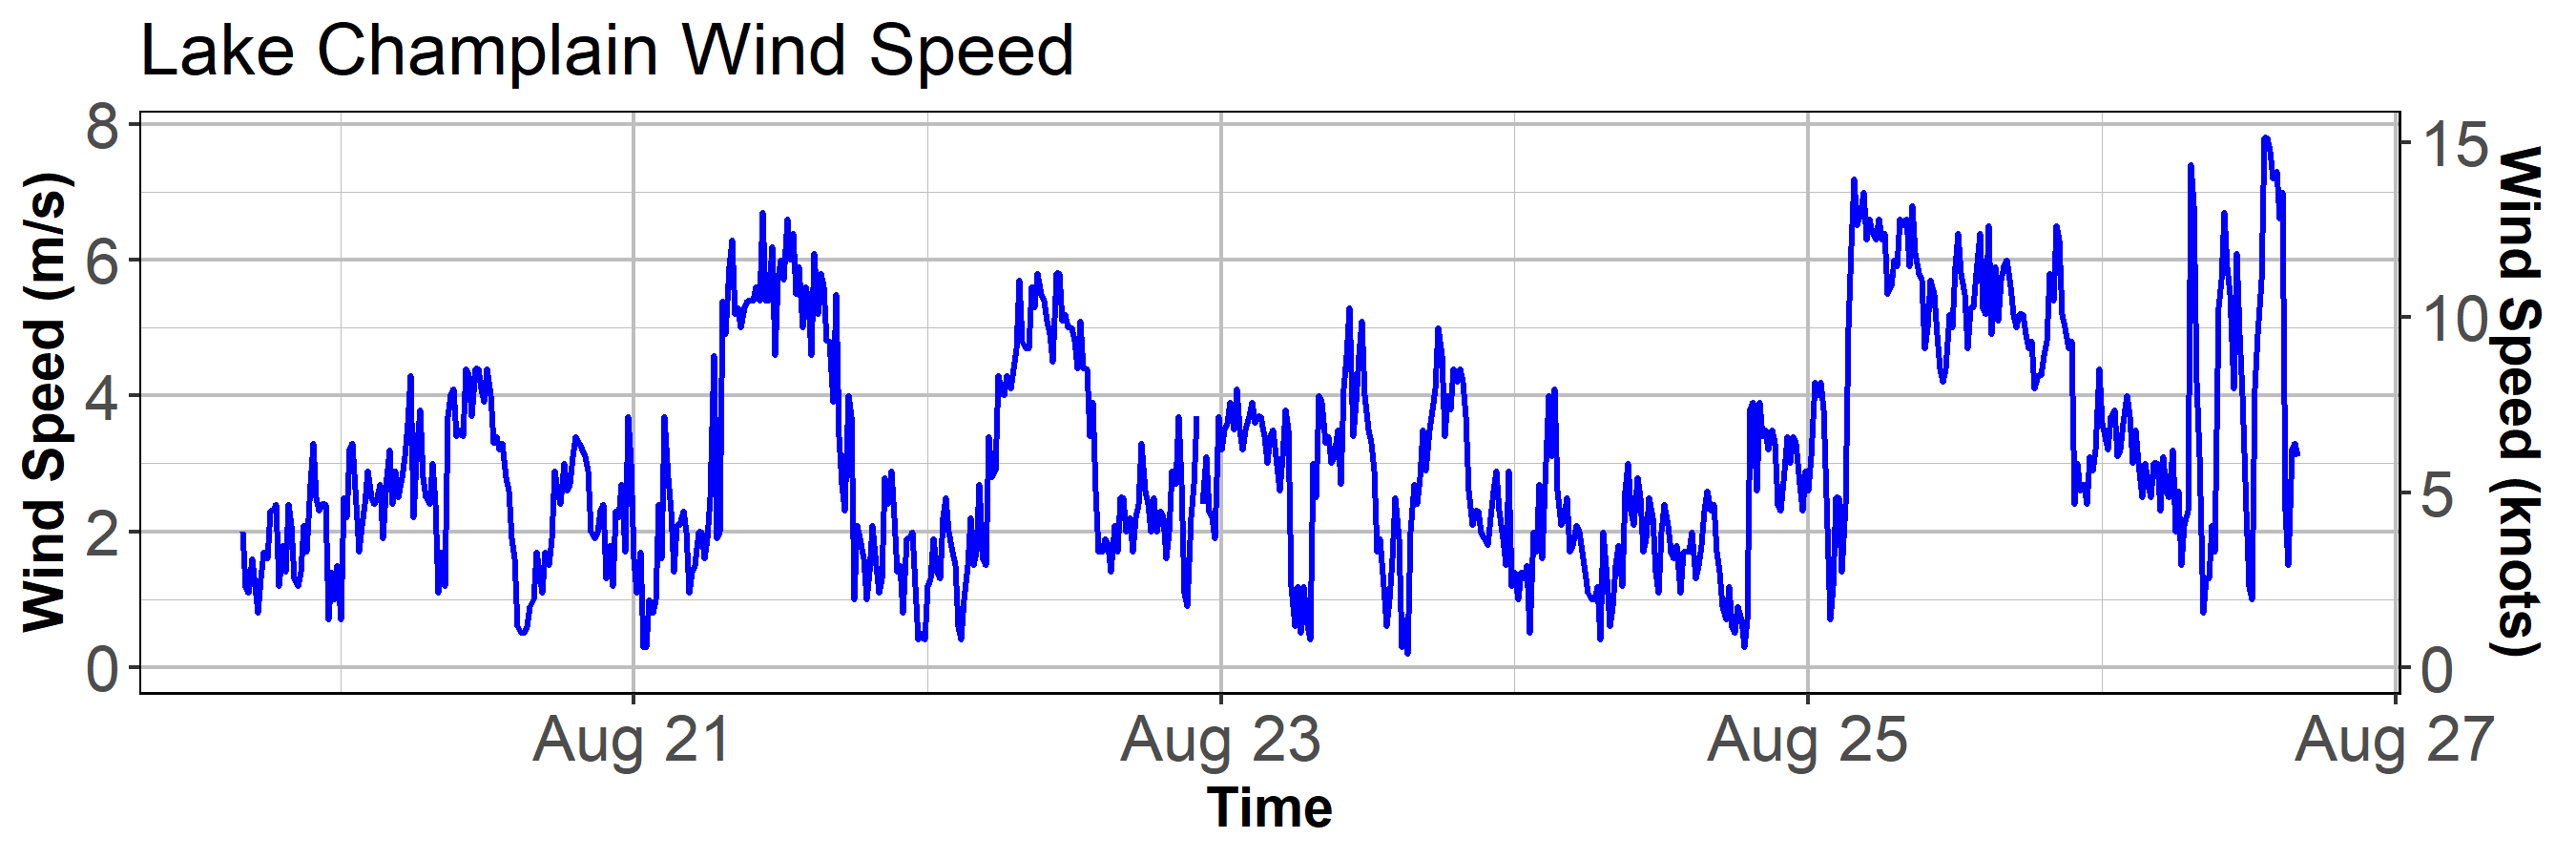 Lake Champlain Wind Speed
Wind Speed (m/s)
8
6
4
2
0
15
10
5
0
Wind Speed (knots)
Aug 21 Aug 23 Aug 25 Aug 27
Time